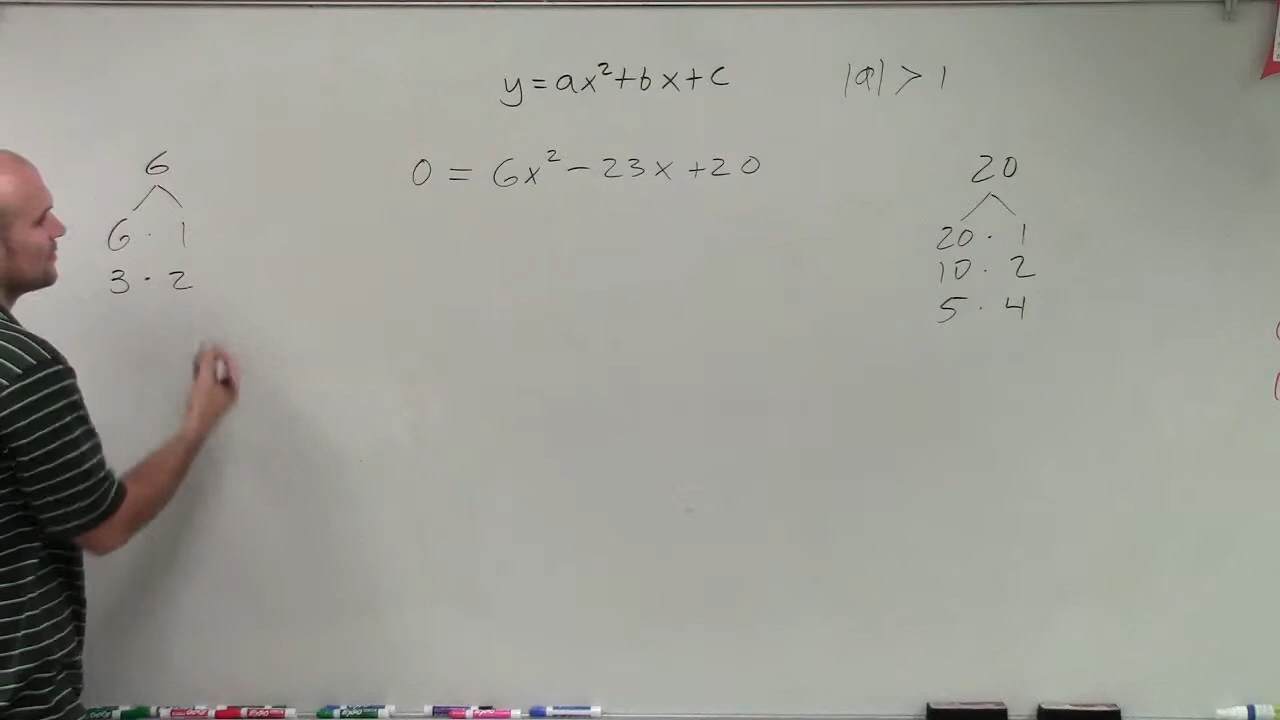 y=ax²+bx+c |a| > 1
0 = 6x² - 23x + 20
6
6 · 1
3 · 2
20
20 · 1
10 · 2
5 · 4